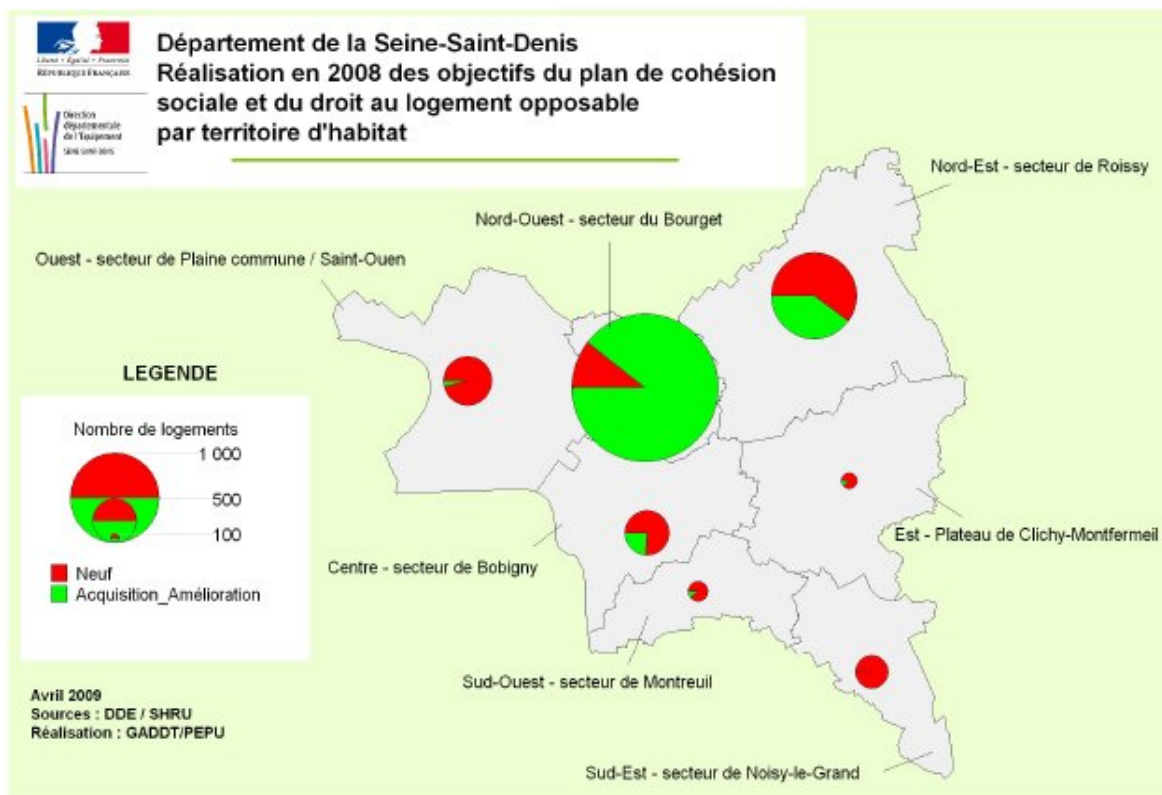 Liberté • Égalité • Fraternité
RÉPUBLIQUE FRANÇAISE
Direction
départementale
de l'Equipement
SEINE SAINT DENIS
Département de la Seine-Saint-Denis
Réalisation en 2008 des objectifs du plan de cohésion
sociale et du droit au logement opposable
par territoire d'habitat
Nord-Est - secteur de Roissy
Nord-Ouest - secteur du Bourget
Ouest - secteur de Plaine commune / Saint-Ouen
LEGENDE
Nombre de logements
1 000
500
100
Neuf
Acquisition_Amélioration
Est - Plateau de Clichy-Montfermeil
Centre - secteur de Bobigny
Sud-Ouest - secteur de Montreuil
Sud-Est - secteur de Noisy-le-Grand
Avril 2009
Sources : DDE / SHRU
Réalisation : GADDT/PEPU